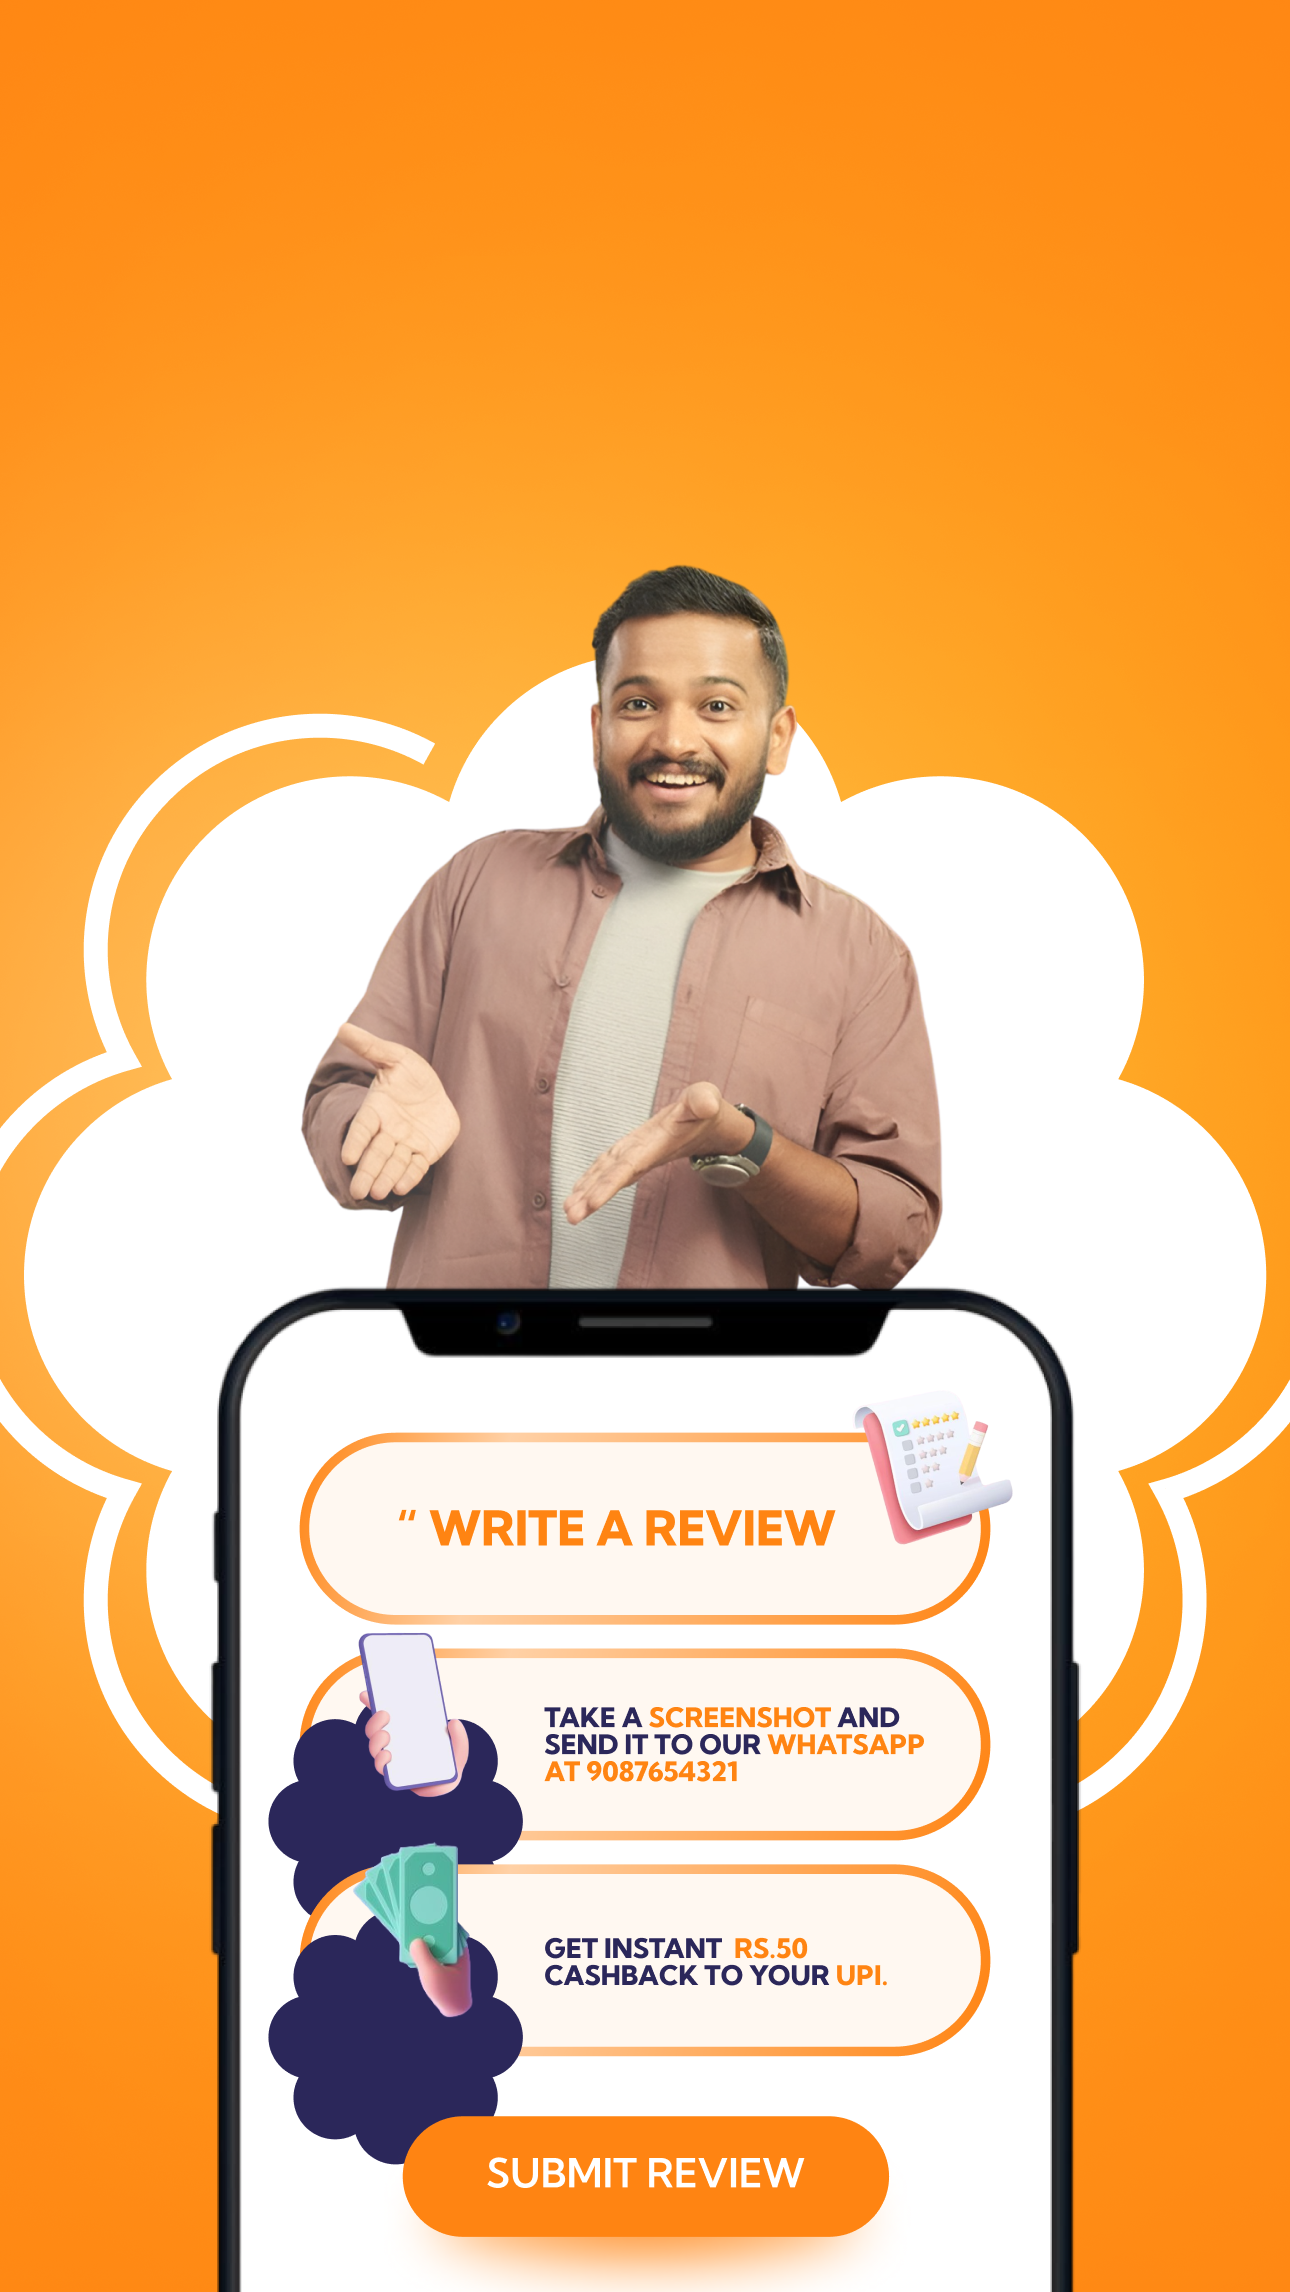 “ WRITE A REVIEW
TAKE A SCREENSHOT AND
SEND IT TO OUR WHATSAPP
AT 9087654321
GET INSTANT RS.50
CASHBACK TO YOUR UPI.
SUBMIT REVIEW